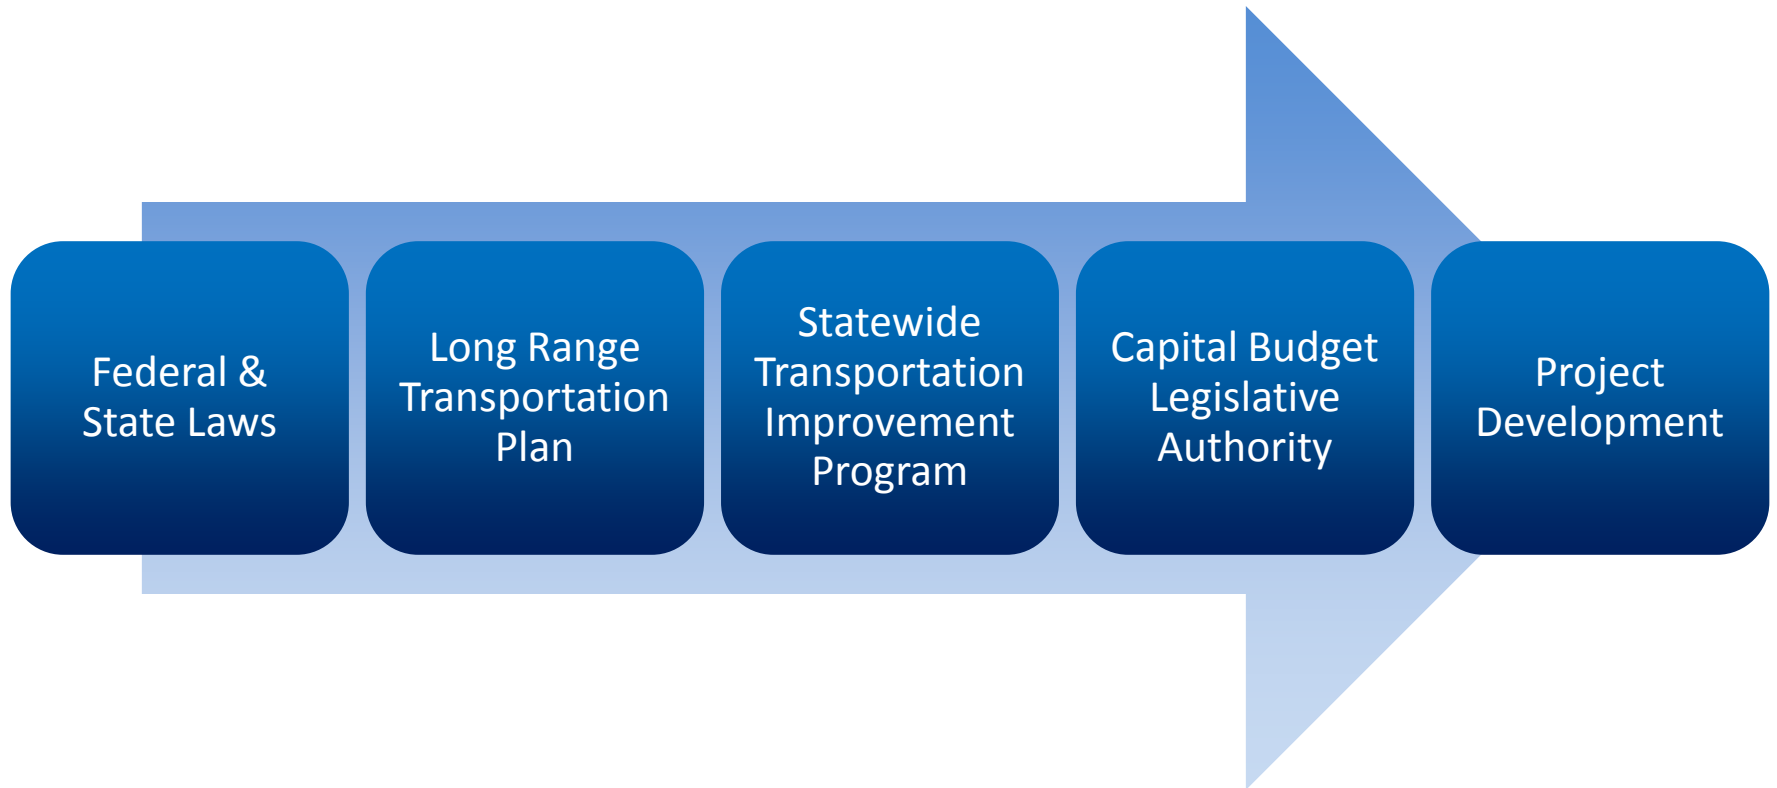 Federal &
State Laws
Long Range
Transportation
Plan
Statewide
Transportation
Improvement
Program
Capital Budget
Legislative
Authority
Project
Development